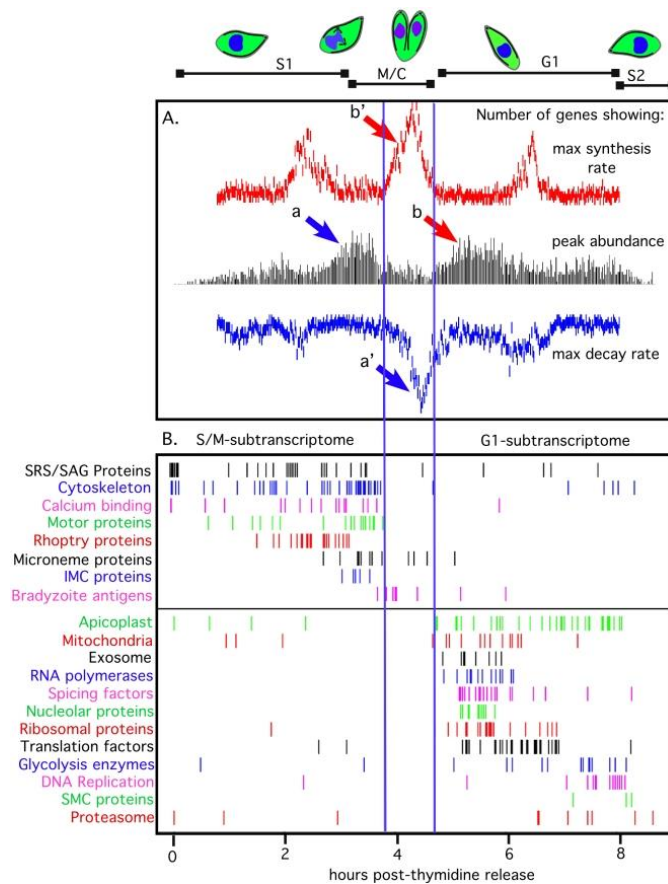 S1
M/C
G1
S2
A.
b'
Number of genes showing:
max synthesis
rate
a
b
peak abundance
max decay rate
a'
B.
S/M-subtranscriptome
G1-subtranscriptome
SRS/SAG Proteins
Cytoskeleton
Calcium binding
Motor proteins
Rhoptry proteins
Microneme proteins
IMC proteins
Bradyzoite antigens
Apicoplast
Mitochondria
Exosome
RNA polymerases
Spicing factors
Nucleolar proteins
Ribosomal proteins
Translation factors
Glycolysis enzymes
DNA Replication
SMC proteins
Proteasome
0 2 4 6 8
hours post-thymidine release